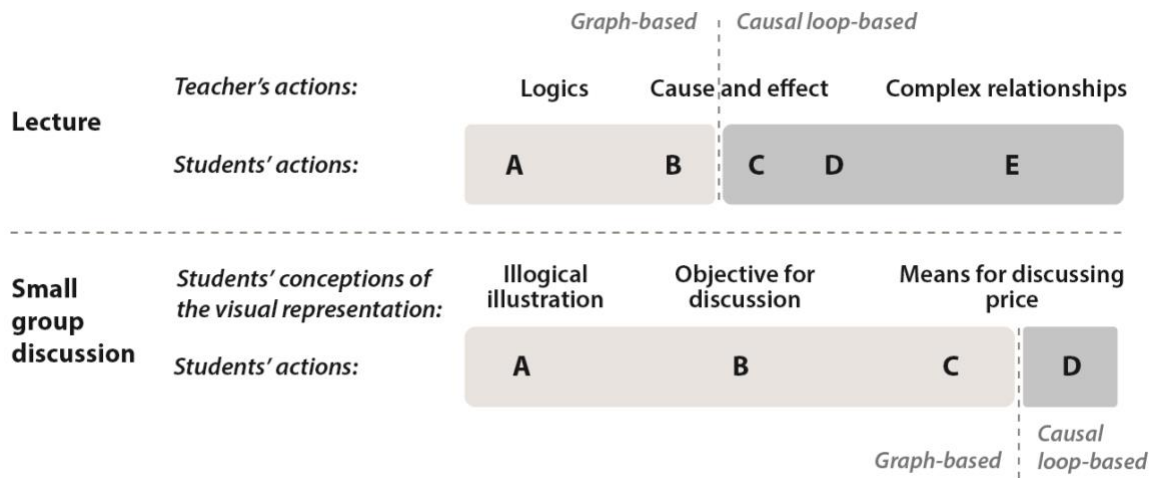 Graph-based Causal loop-based
Teacher's actions: Logics Cause and effect Complex relationships
Lecture
Students' actions: A B C D E
Small
group
discussion
Students' conceptions of
the visual representation:
Illogical
illustration
Objective for
discussion
Means for discussing
price
Students' actions: A B C D
Graph-based
Causal
loop-based